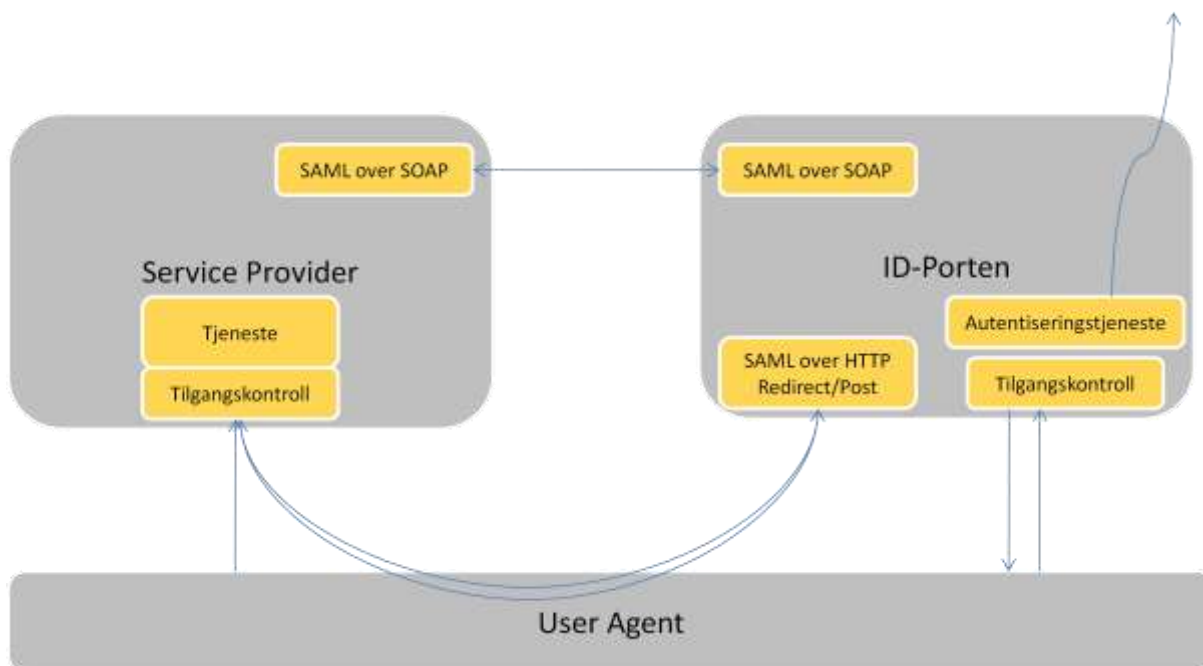 SAML over SOAP
Service Provider
Tjeneste
Tilgangskontroll
SAML over SOAP
ID-Porten
Autentiseringstjeneste
SAML over HTTP
Redirect/Post
Tilgangskontroll
User Agent